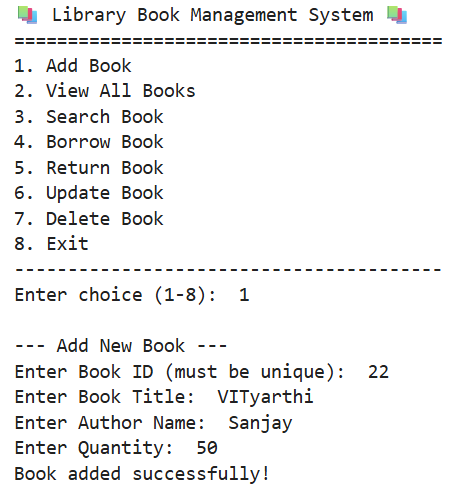 📚 Library Book Management System 📚
========================================
1. Add Book
2. View All Books
3. Search Book
4. Borrow Book
5. Return Book
6. Update Book
7. Delete Book
8. Exit
----------------------------------------
Enter choice (1-8):  1
--- Add New Book ---
Enter Book ID (must be unique):  22
Enter Book Title:  VITyarthi
Enter Author Name:  Sanjay
Enter Quantity:  50
Book added successfully!